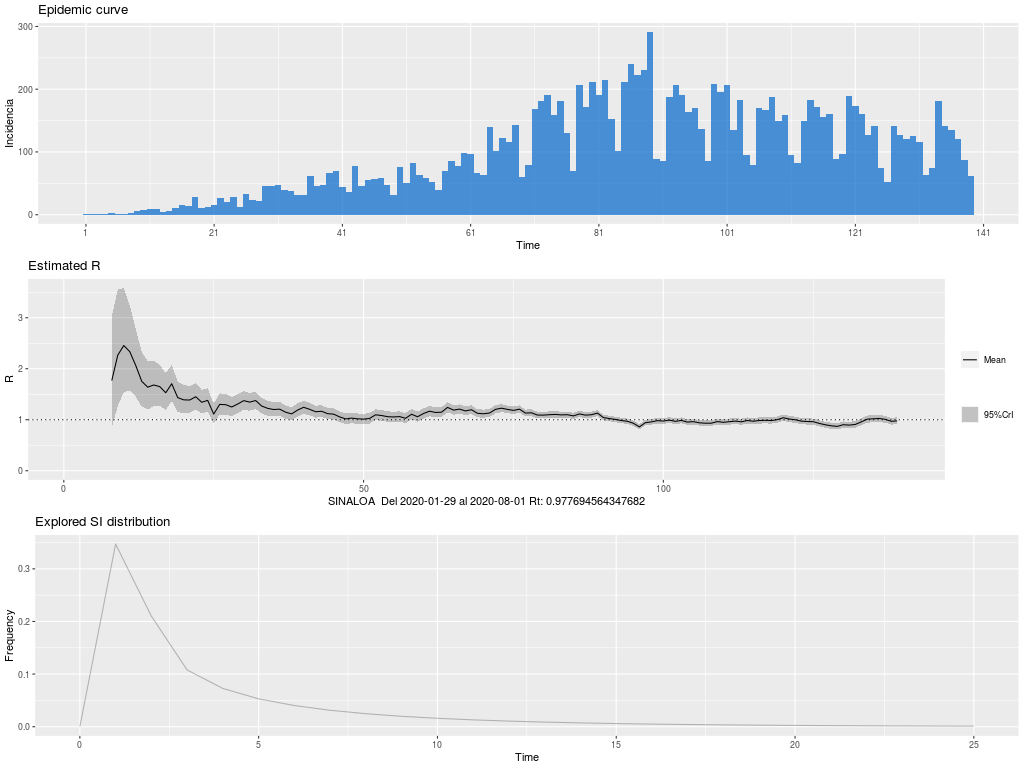 Epidemic curve
300
200
100
0
Incidencia
1 21 41 61 81 101 121 141
Time
Estimated R
3
2
1
0
R
Mean
95%CrI
0 50 100
SINALOA  Del 2020-01-29 al 2020-08-01 Rt: 0.977694564347682
Explored SI distribution
0.3
0.2
0.1
0.0
Frequency
0 5 10 15 20 25
Time